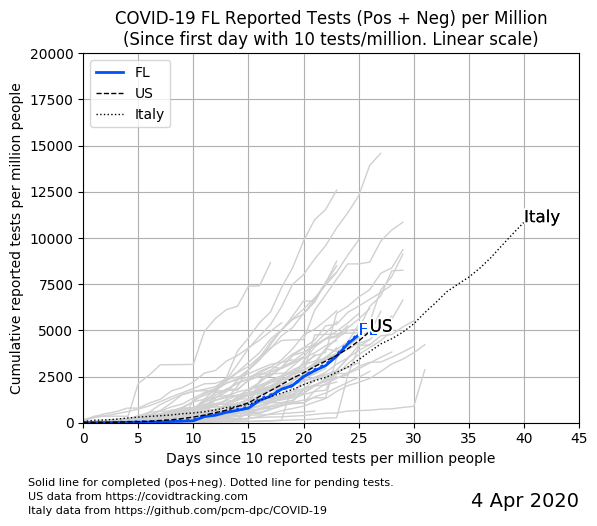 COVID-19 FL Reported Tests (Pos + Neg) per Million
(Since first day with 10 tests/million. Linear scale)
Cumulative reported tests per million people
20000
17500
15000
12500
10000
7500
5000
2500
0
FL
US
Italy
Italy
FL
US
0 5 10 15 20 25 30 35 40 45
Days since 10 reported tests per million people
Solid line for completed (pos+neg). Dotted line for pending tests.
US data from https://covidtracking.com
Italy data from https://github.com/pcm-dpc/COVID-19
4 Apr 2020